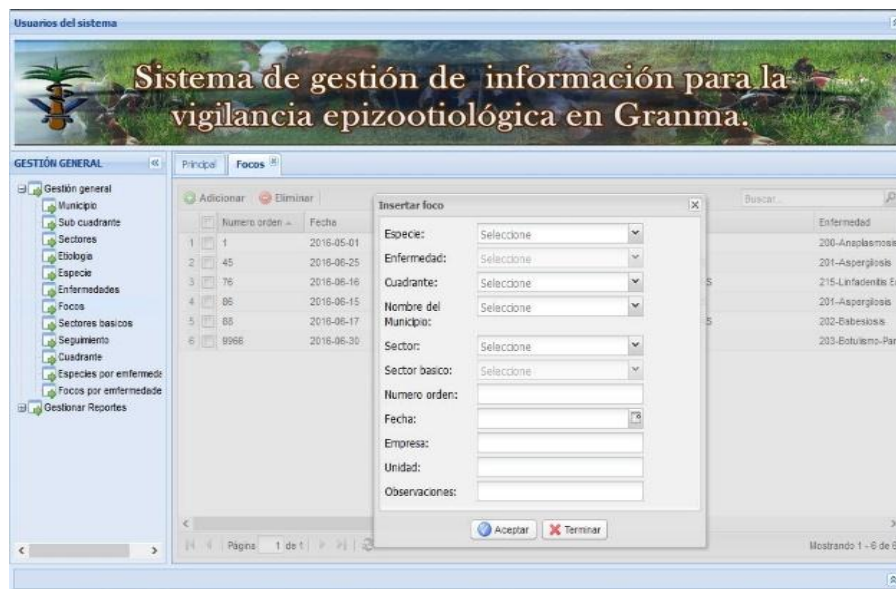 Usuarios del sistema
Sistema de gestión de información para la
vigilancia epizootiológica en Granma.
GESTIÓN GENERAL
Gestión general
Municipio
Sub cuadrante
Sectores
Etiologia
Especie
Enfermedades
Focos
Sectores basicos
Seguimiento
Cuadrante
Especies por emfermeda
Focos por emfermedade
Gestionar Reportes
Principal
Focos
Adicionar
Eliminar
Buscar...
Numero orden
Fecha
Enfermedad
1 1 2016-05-01 200-Anaplasmosis
2 45 2016-06-25 201-Aspergilosis
3 76 2016-06-16 S 215-Linfadenitis Es
4 86 2016-06-15 201-Aspergilosis
5 88 2016-06-17 S 202-Babesiosis
6 9966 2016-06-30 203-Botulismo-Par
Insertar foco
Especie: Seleccione
Enfermedad: Seleccione
Cuadrante: Seleccione
Nombre del Municipio: Seleccione
Sector: Seleccione
Sector basico: Seleccione
Numero orden:
Fecha:
Empresa:
Unidad:
Observaciones:
Aceptar
Terminar
Página 1 de 1
Mostrando 1 - 6 de 6